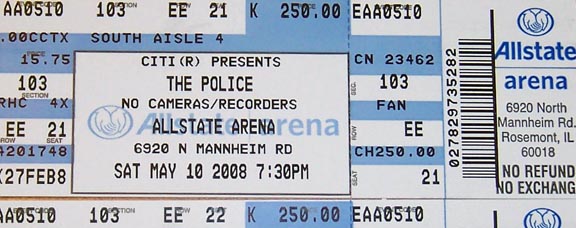 AA0510 103 EE 21 K 250.00 EAA0510
.00CCTX SOUTH AISLE 4
15.75 CITI(R) PRESENTS CN 23462
103 THE POLICE 103
SECTION
RHC 4X NO CAMERAS/RECORDERS FAN
EE 21 ALLSTATE ARENA EE
4201748 6920 N MANNHEIM RD CH250.00
X27FEB8 SAT MAY 10 2008 7:30PM 21
Allstate arena
027829735282
Allstate
arena
6920 North
Mannheim Rd.
Rosemont, IL
60018
NO REFUND
NO EXCHANG
AA0510 103 EE 22 K 250.00 EAA0510